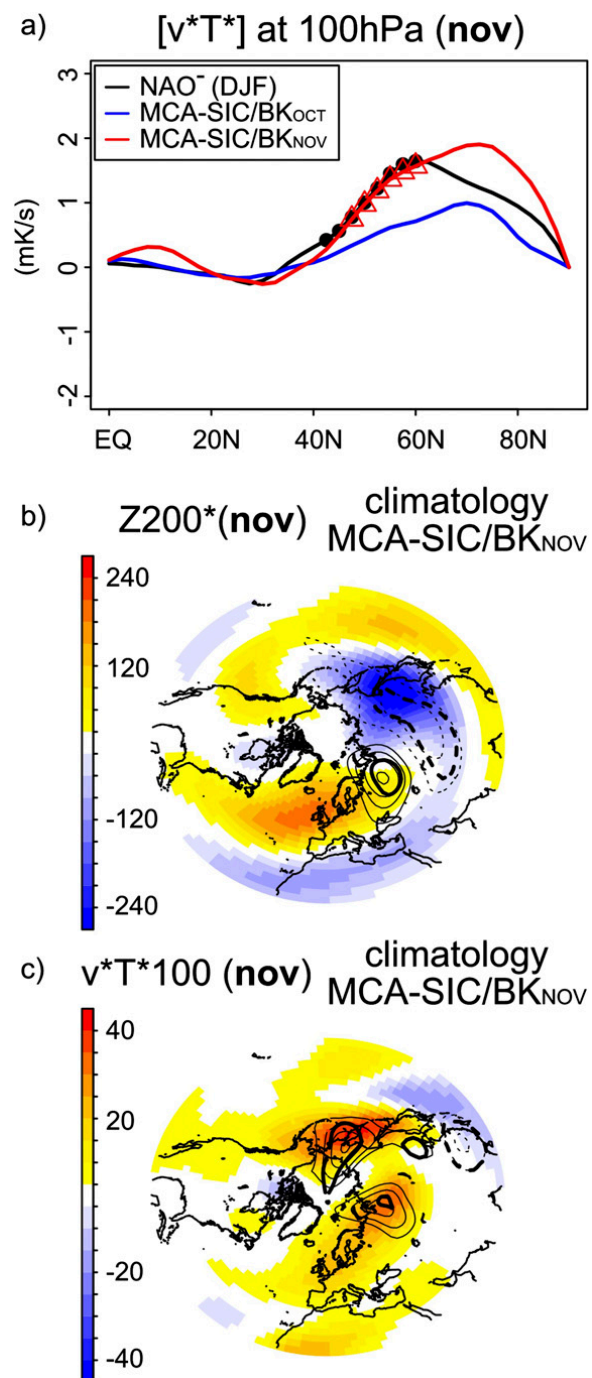 a) [v*T*] at 100hPa (nov)
NAO⁻ (DJF)
MCA-SIC/BKOCT
MCA-SIC/BKNOV
(mK/s)
3
2
1
0
-1
-2
EQ 20N 40N 60N 80N
b) Z200*(nov) climatology
MCA-SIC/BKNOV
240
120
-120
-240
c) v*T*100 (nov) climatology
MCA-SIC/BKNOV
40
20
-20
-40